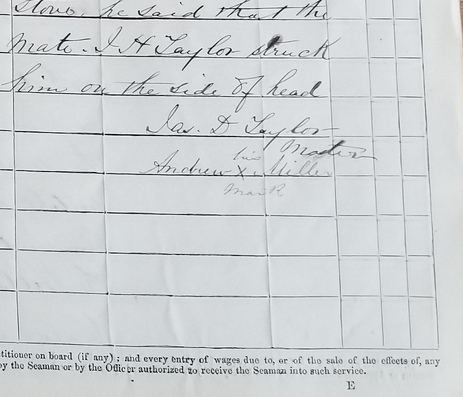 Stove. he said that the
Mate. J H Taylor struck
him on the side of head
Jas. D Taylor
Master
his
Andrew X Miller
mark
titioner on board (if any) ; and every entry of wages due to, or of the sale of the effects of, any
y the Seaman or by the Officer authorized to receive the Seaman into such service.
E